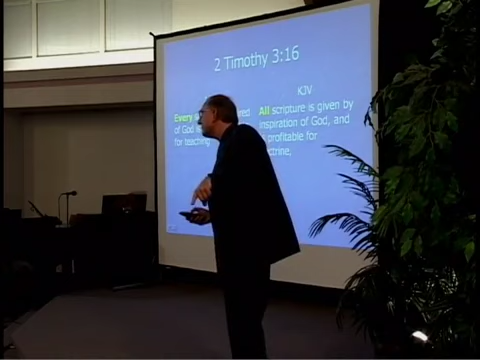 2 Timothy 3:16
KJV
Every
of God
for teaching
All scripture is given by
inspiration of God, and
profitable for